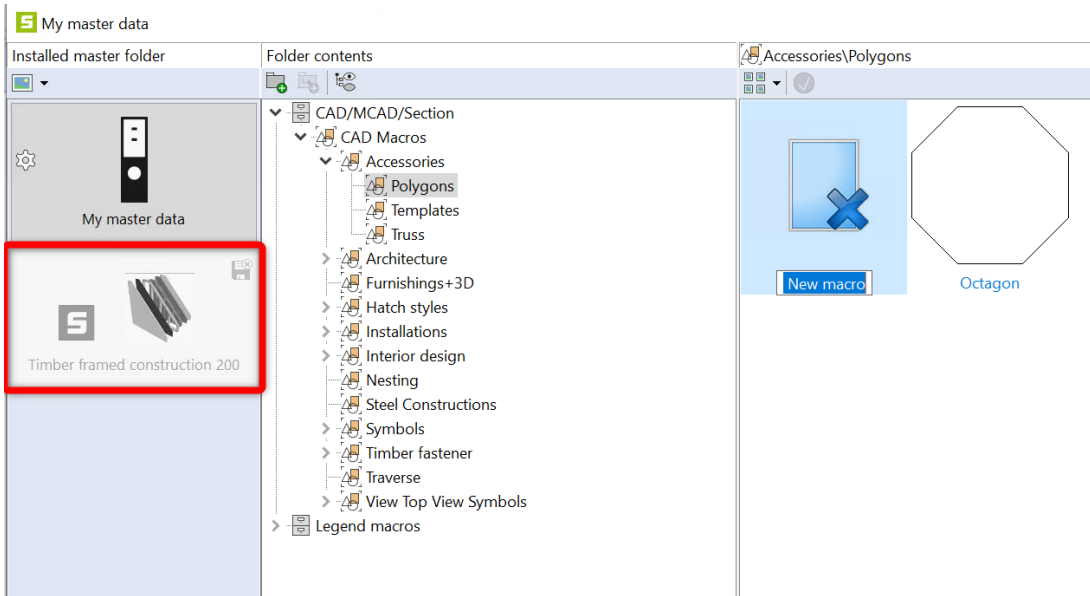 My master data
Installed master folder
Folder contents
Accessories\Polygons
My master data
Timber framed construction 200
CAD/MCAD/Section
CAD Macros
Accessories
Polygons
Templates
Truss
Architecture
Furnishings+3D
Hatch styles
Installations
Interior design
Nesting
Steel Constructions
Symbols
Timber fastener
Traverse
View Top View Symbols
Legend macros
New macro
Octagon